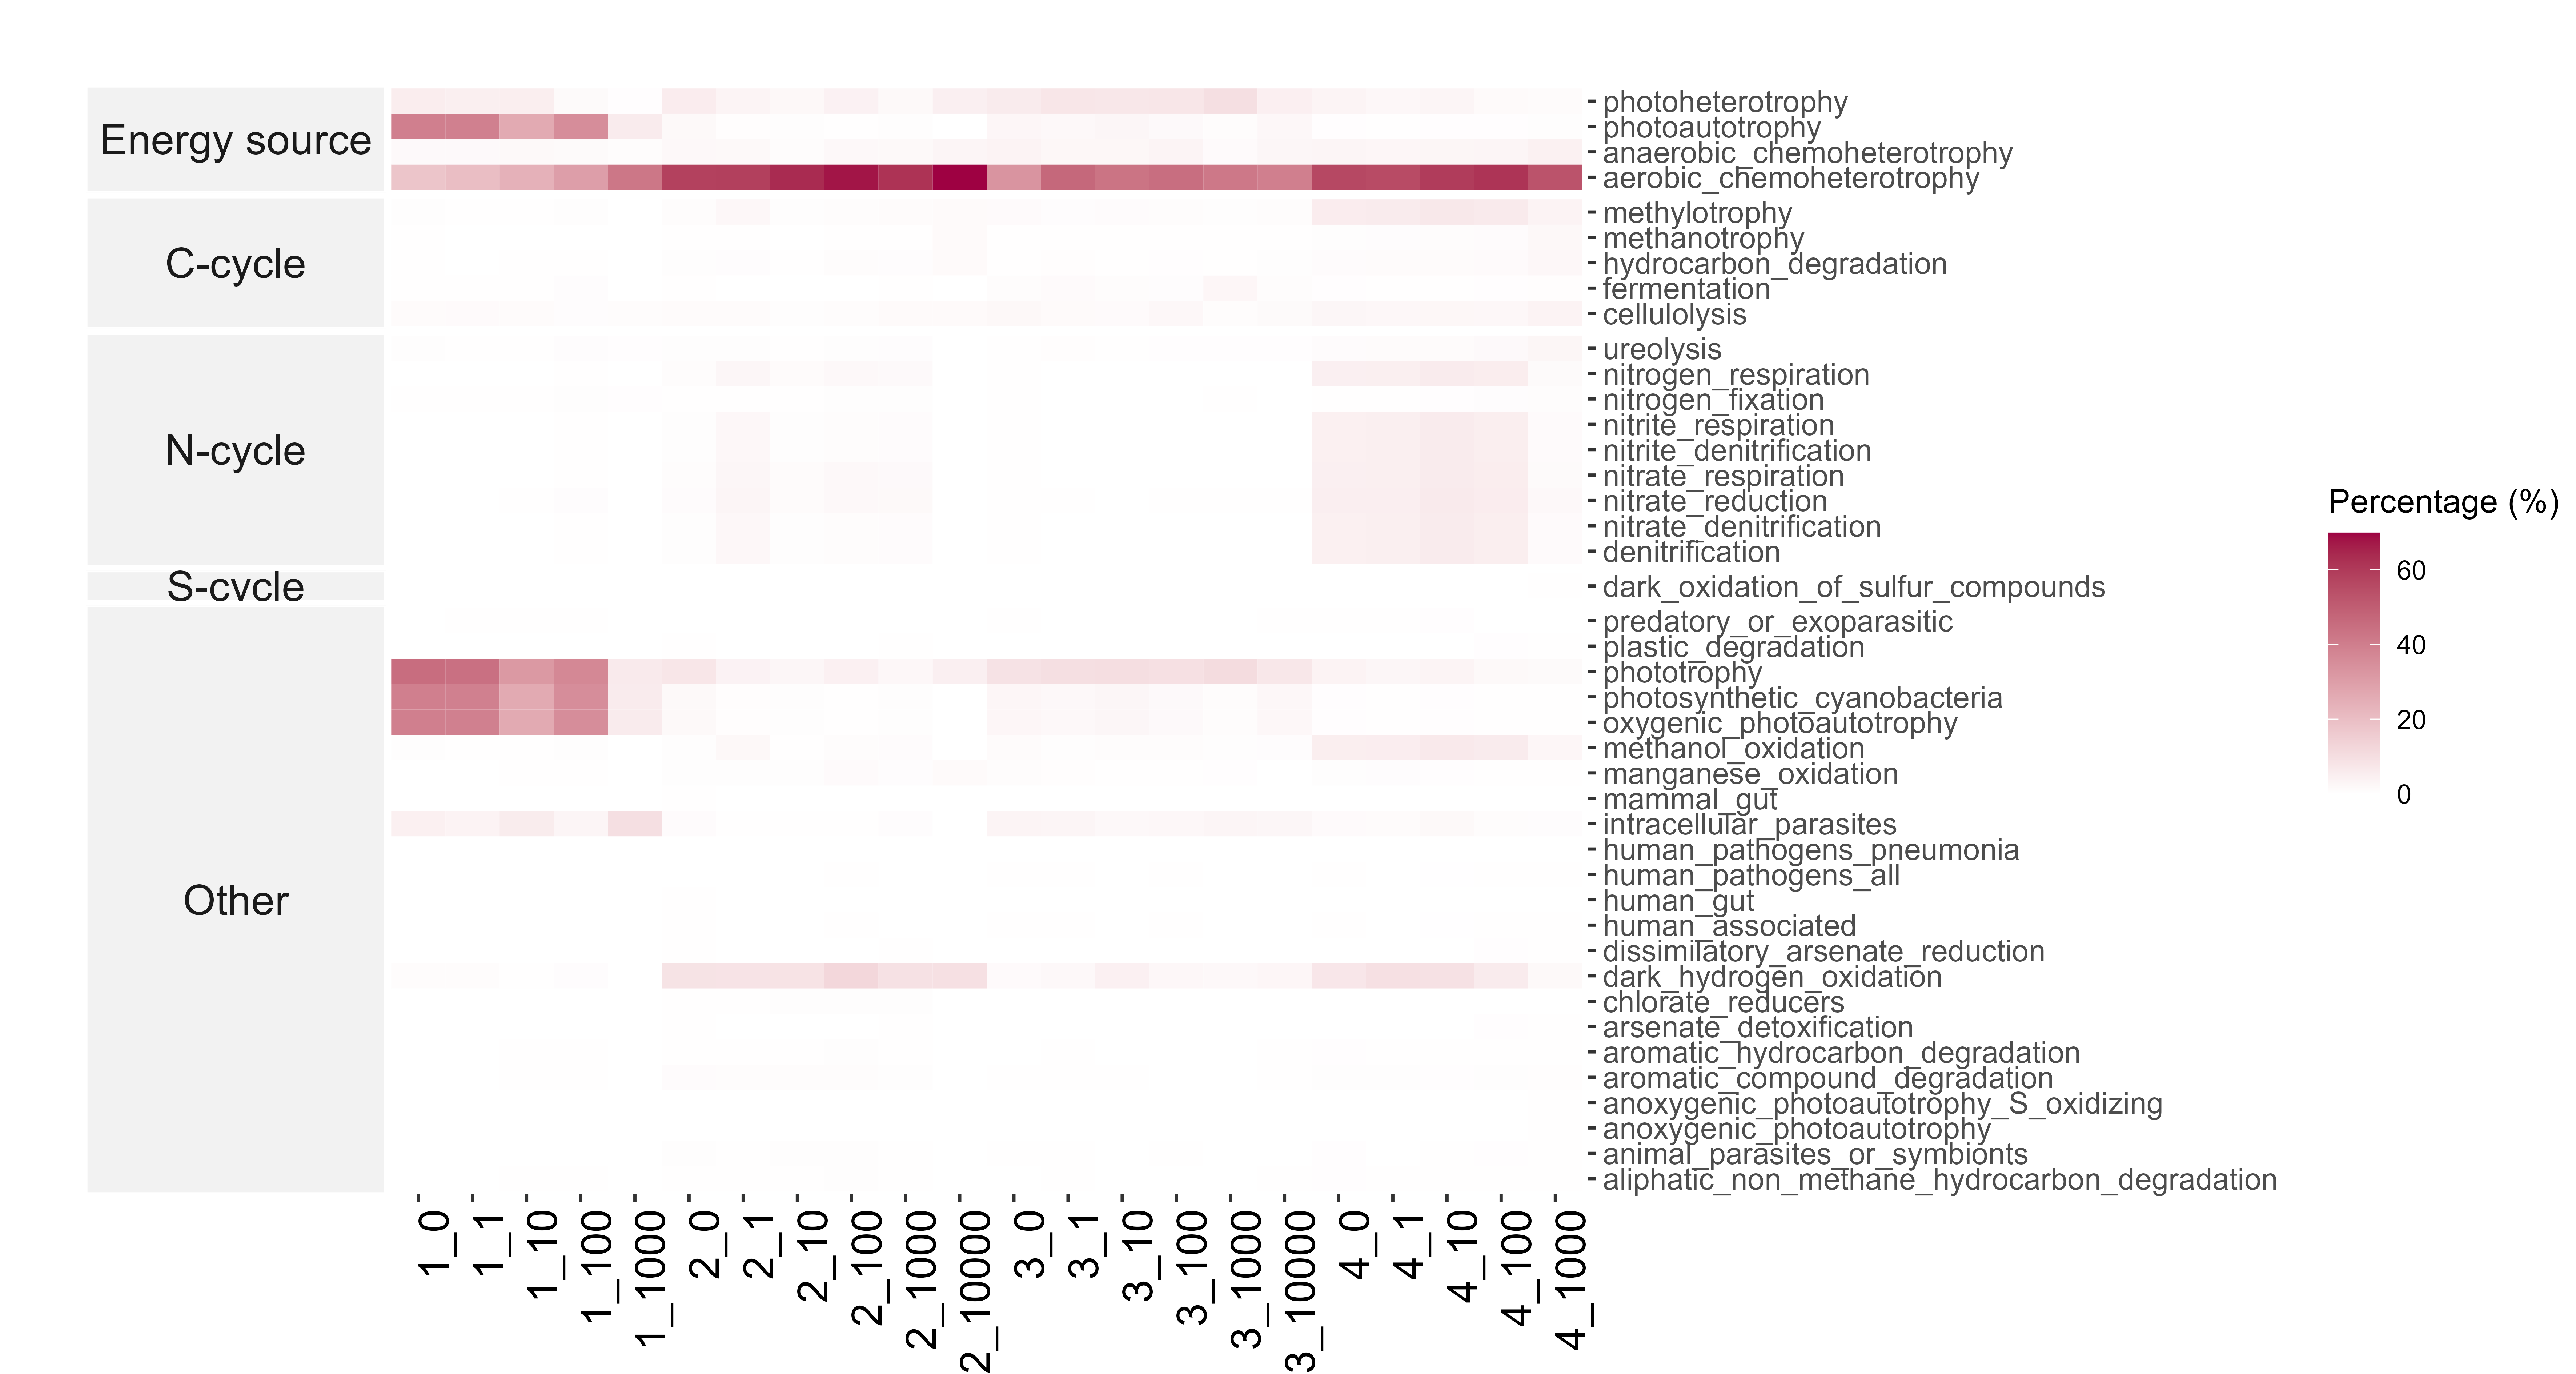 Energy source
C-cycle
N-cycle
S-cycle
Other
photoheterotrophy
photoautotrophy
anaerobic_chemoheterotrophy
aerobic_chemoheterotrophy
methylotrophy
methanotrophy
hydrocarbon_degradation
fermentation
cellulolysis
ureolysis
nitrogen_respiration
nitrogen_fixation
nitrite_respiration
nitrite_denitrification
nitrate_respiration
nitrate_reduction
nitrate_denitrification
denitrification
dark_oxidation_of_sulfur_compounds
predatory_or_exoparasitic
plastic_degradation
phototrophy
photosynthetic_cyanobacteria
oxygenic_photoautotrophy
methanol_oxidation
manganese_oxidation
mammal_gut
intracellular_parasites
human_pathogens_pneumonia
human_pathogens_all
human_gut
human_associated
dissimilatory_arsenate_reduction
dark_hydrogen_oxidation
chlorate_reducers
arsenate_detoxification
aromatic_hydrocarbon_degradation
aromatic_compound_degradation
anoxygenic_photoautotrophy_S_oxidizing
anoxygenic_photoautotrophy
animal_parasites_or_symbionts
aliphatic_non_methane_hydrocarbon_degradation
1_0
1_1
1_10
1_100
1_1000
2_0
2_1
2_10
2_100
2_1000
2_10000
3_0
3_1
3_10
3_100
3_1000
3_10000
4_0
4_1
4_10
4_100
4_1000
Percentage (%)
60
40
20
0